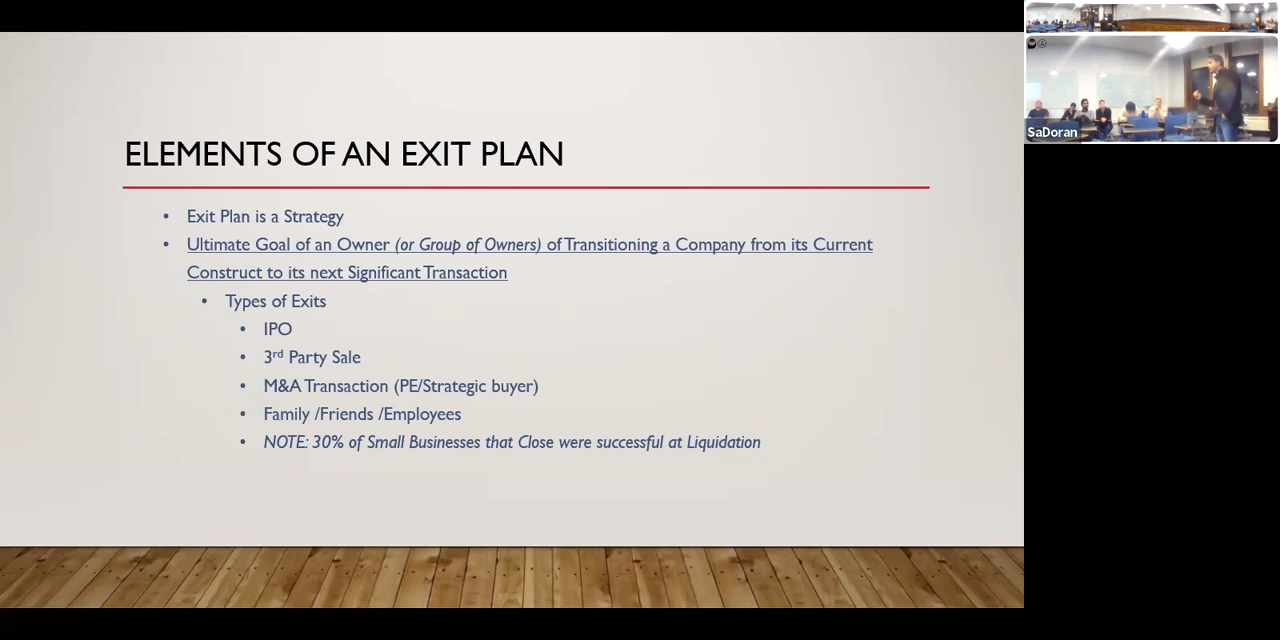 ELEMENTS OF AN EXIT PLAN
• Exit Plan is a Strategy
• Ultimate Goal of an Owner (or Group of Owners) of Transitioning a Company from its Current
Construct to its next Significant Transaction
• Types of Exits
• IPO
• 3rd Party Sale
• M&A Transaction (PE/Strategic buyer)
• Family /Friends /Employees
• NOTE: 30% of Small Businesses that Close were successful at Liquidation
SaDoran